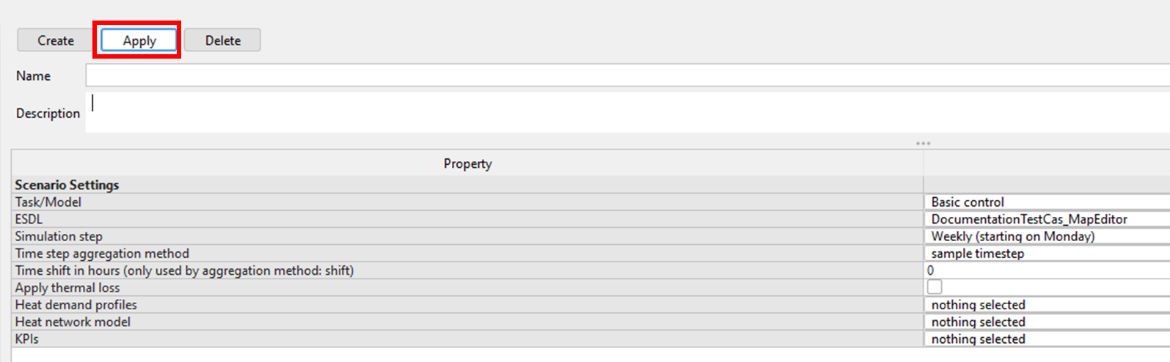 Create Apply Delete
Name
Description
Property
Scenario Settings
Task/Model Basic control
ESDL DocumentationTestCas_MapEditor
Simulation step Weekly (starting on Monday)
Time step aggregation method sample timestep
Time shift in hours (only used by aggregation method: shift) 0
Apply thermal loss
Heat demand profiles nothing selected
Heat network model nothing selected
KPIs nothing selected